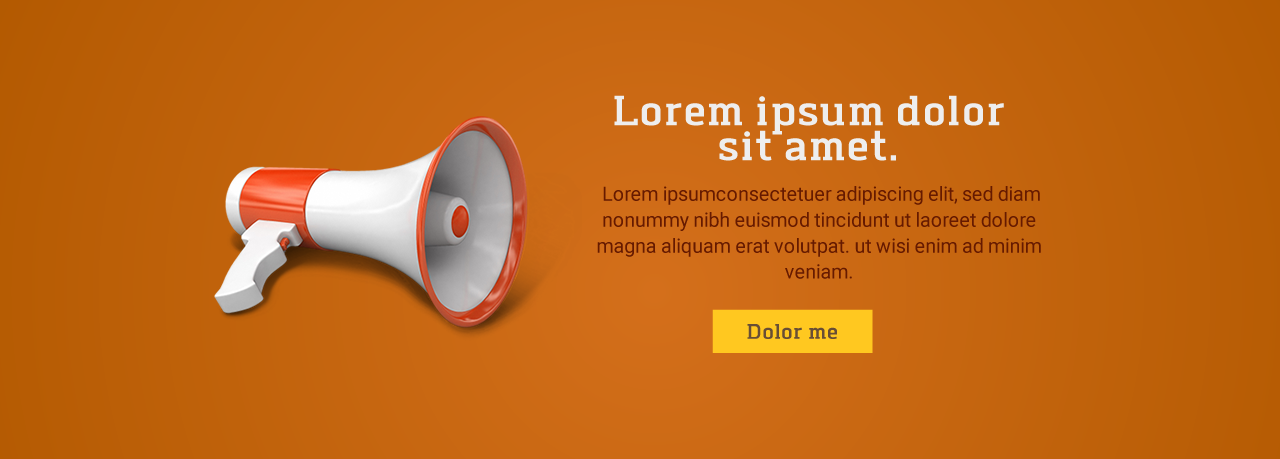 Lorem ipsum dolor
sit amet.
Lorem ipsumconsectetuer adipiscing elit, sed diam
nonummy nibh euismod tincidunt ut laoreet dolore
magna aliquam erat volutpat. ut wisi enim ad minim
veniam.
Dolor me